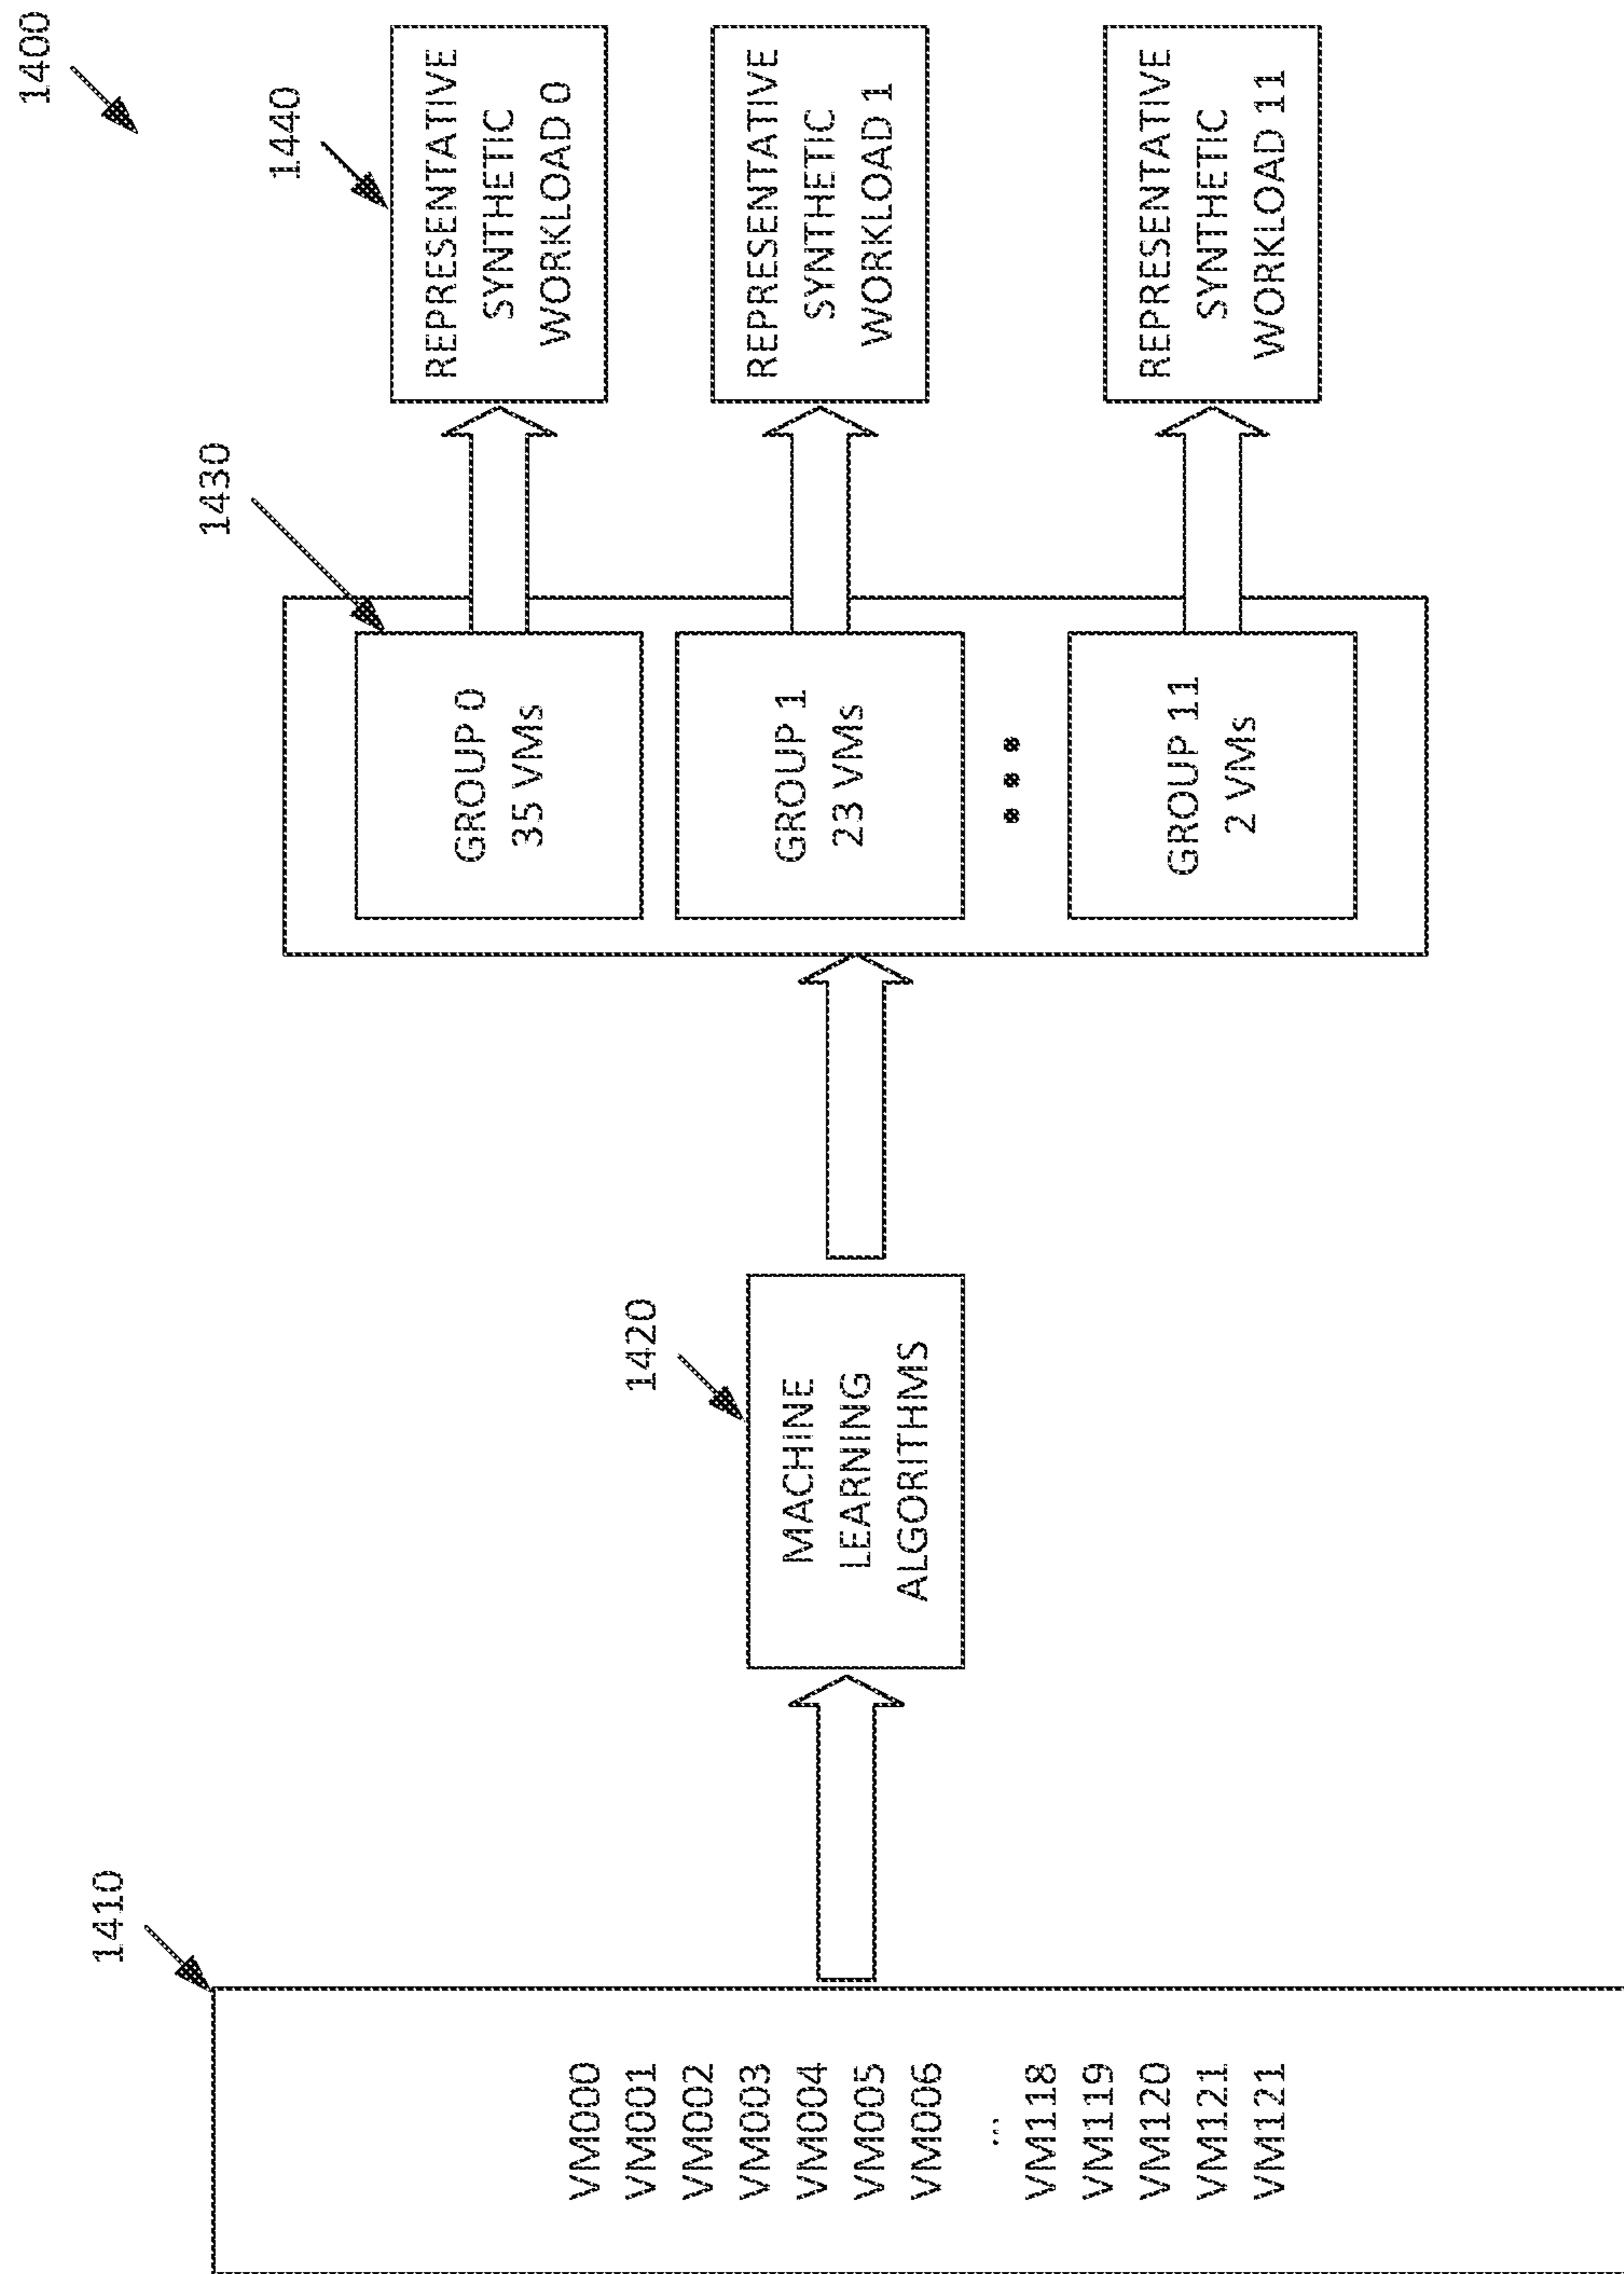 1400
1410
VM000
VM001
VM002
VM003
VM004
VM005
VM006
...
VM118
VM119
VM120
VM121
VM121
1420
MACHINE
LEARNING
ALGORITHMS
1430
GROUP 0
35 VMs
GROUP 1
23 VMs
GROUP 11
2 VMs
1440
REPRESENTATIVE
SYNTHETIC
WORKLOAD 0
REPRESENTATIVE
SYNTHETIC
WORKLOAD 1
REPRESENTATIVE
SYNTHETIC
WORKLOAD 11